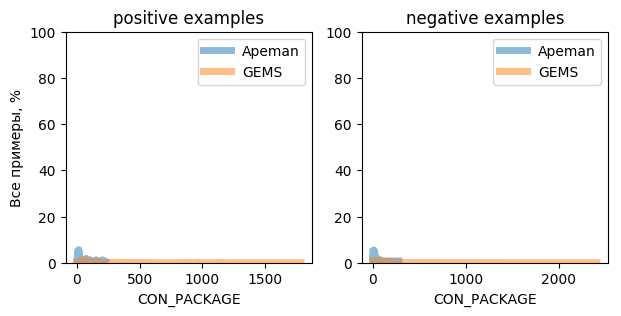 positive examples
negative examples
100
80
60
40
20
0
Все примеры, %
Apeman
GEMS
0
500
1000
1500
CON_PACKAGE
100
80
60
40
20
0
Apeman
GEMS
0
1000
2000
CON_PACKAGE